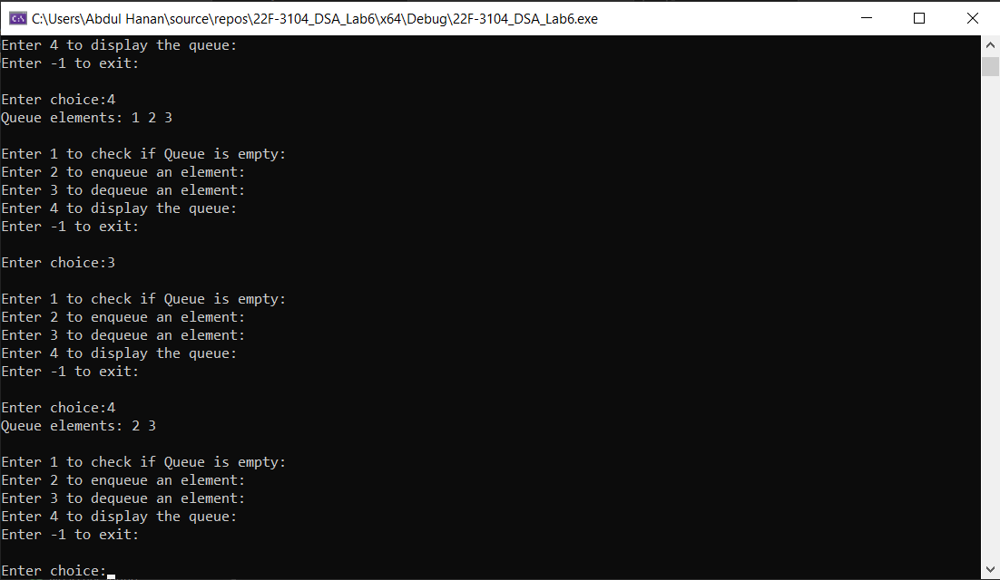 C:\Users\Abdul Hanan\source\repos\22F-3104_DSA_Lab6\x64\Debug\22F-3104_DSA_Lab6.exe
Enter 4 to display the queue:
Enter -1 to exit:
Enter choice:4
Queue elements: 1 2 3
Enter 1 to check if Queue is empty:
Enter 2 to enqueue an element:
Enter 3 to dequeue an element:
Enter 4 to display the queue:
Enter -1 to exit:
Enter choice:3
Enter 1 to check if Queue is empty:
Enter 2 to enqueue an element:
Enter 3 to dequeue an element:
Enter 4 to display the queue:
Enter -1 to exit:
Enter choice:4
Queue elements: 2 3
Enter 1 to check if Queue is empty:
Enter 2 to enqueue an element:
Enter 3 to dequeue an element:
Enter 4 to display the queue:
Enter -1 to exit:
Enter choice: